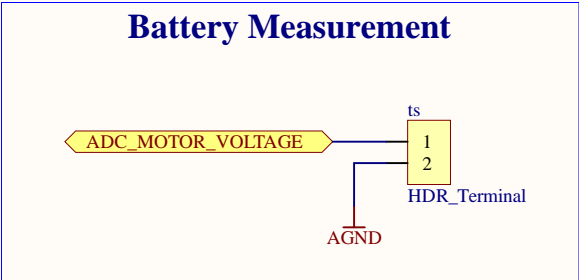 Battery Measurement
ts
ADC_MOTOR_VOLTAGE
1
2
HDR_Terminal
AGND